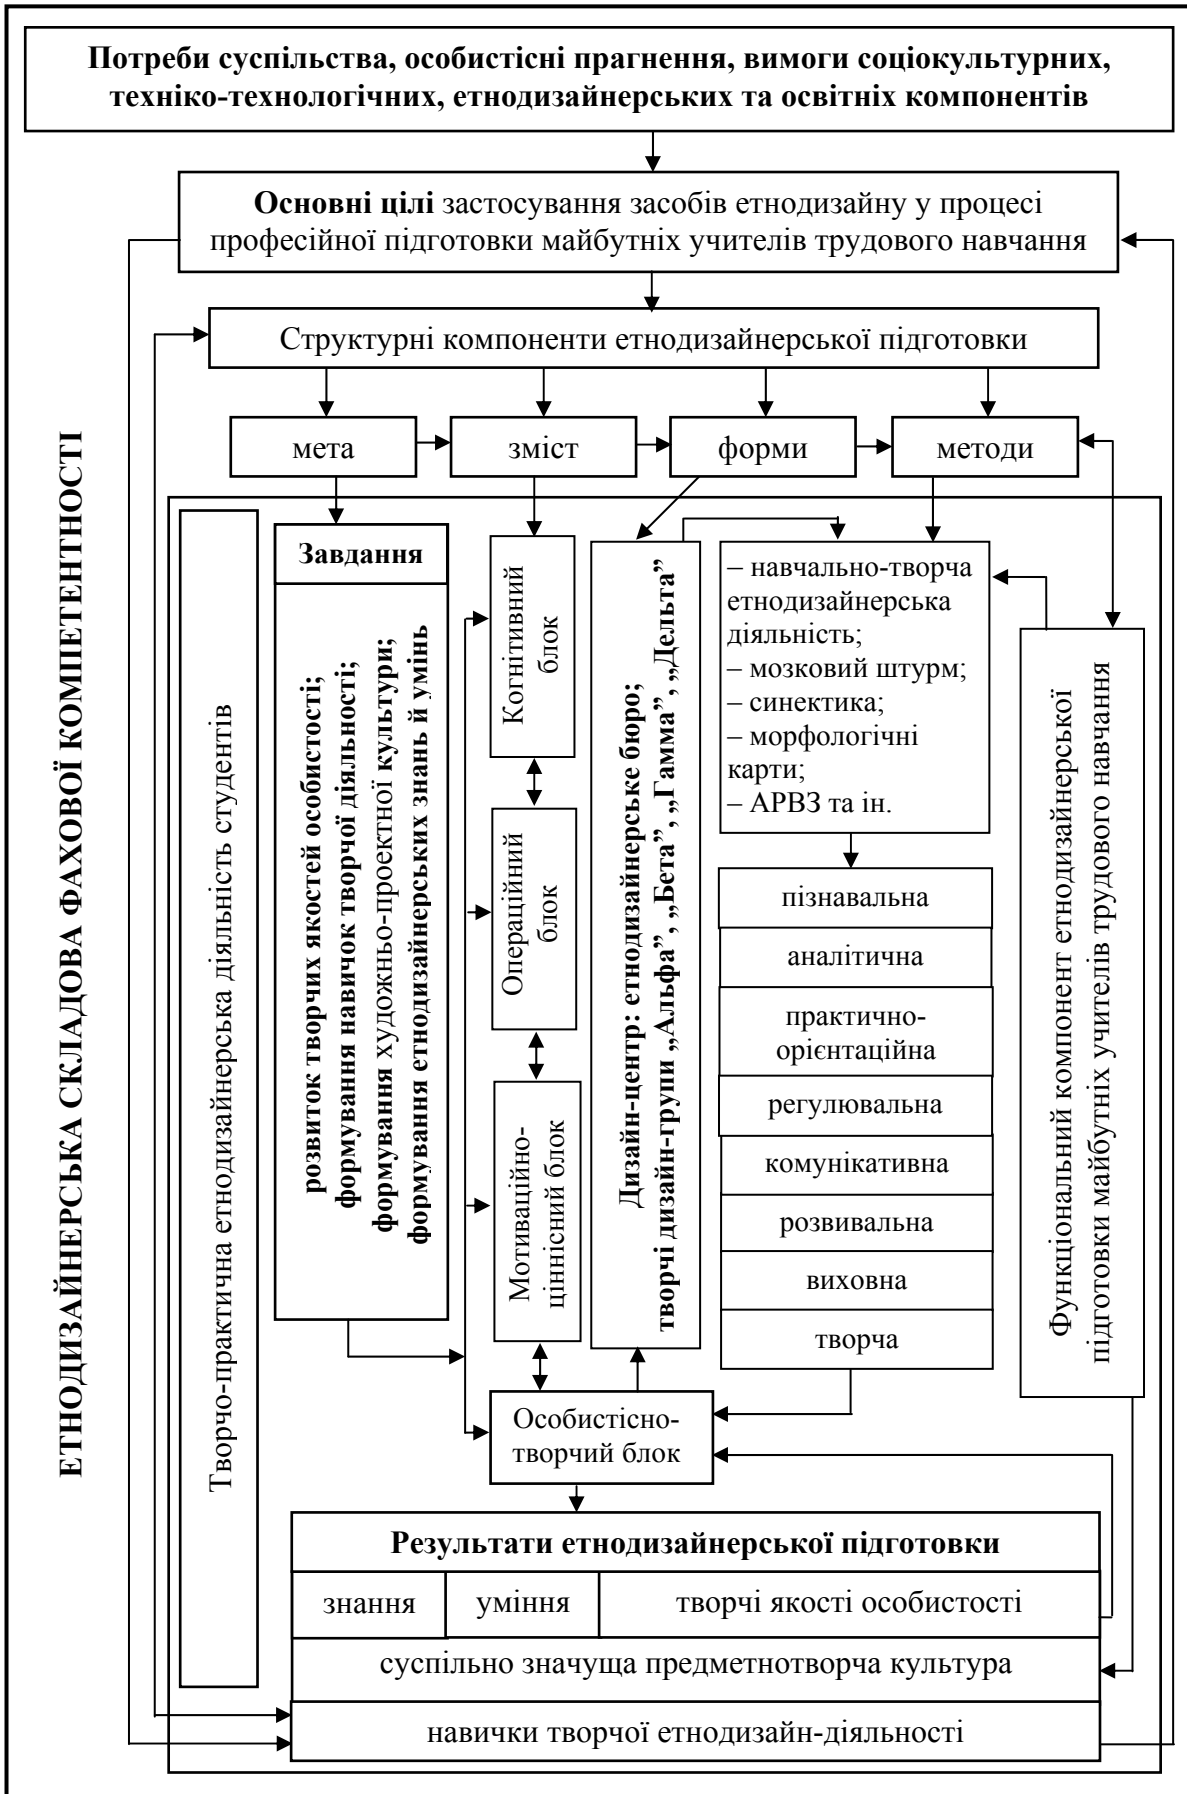 Потреби суспільства, особистісні прагнення, вимоги соціокультурних,
техніко-технологічних, етнодизайнерських та освітніх компонентів
Основні цілі застосування засобів етнодизайну у процесі
професійної підготовки майбутніх учителів трудового навчання
Структурні компоненти етнодизайнерської підготовки
мета
зміст
форми
методи
ЕТНОДИЗАЙНЕРСЬКА СКЛАДОВА ФАХОВОЇ КОМПЕТЕНТНОСТІ
Творчо-практична етнодизайнерська діяльність студентів
Завдання
розвиток творчих якостей особистості;
формування навичок творчої діяльності;
формування художньо-проектної культури;
формування етнодизайнерських знань й умінь
Когнітивний
блок
Операційний
блок
Мотиваційно-
ціннісний блок
Особистісно-
творчий блок
Дизайн-центр: етнодизайнерське бюро;
творчі дизайн-групи „Альфа”, „Бета”, „Гамма”, „Дельта”
– навчально-творча
етнодизайнерська
діяльність;
– мозковий штурм;
– синектика;
– морфологічні
карти;
– АРВЗ та ін.
пізнавальна
аналітична
практично-
орієнтаційна
регулювальна
комунікативна
розвивальна
виховна
творча
Функціональний компонент етнодизайнерської
підготовки майбутніх учителів трудового навчання
Результати етнодизайнерської підготовки
знання
уміння
творчі якості особистості
суспільно значуща предметнотворча культура
навички творчої етнодизайн-діяльності